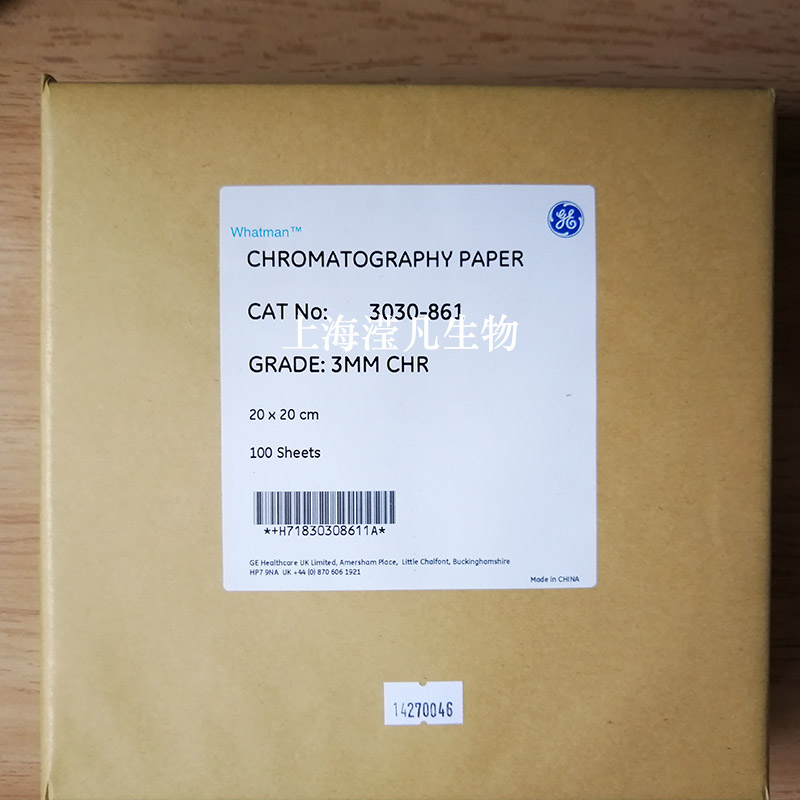 Whatman™
GE
CHROMATOGRAPHY PAPER
CAT No: 3030-861
上海滢凡生物
GRADE: 3MM CHR
20 x 20 cm
100 Sheets
*+H71830308611A*
GE Healthcare UK Limited, Amersham Place, Little Chalfont, Buckinghamshire
HP7 9NA UK +44 (0) 870 606 1921
Made in CHINA
14270046